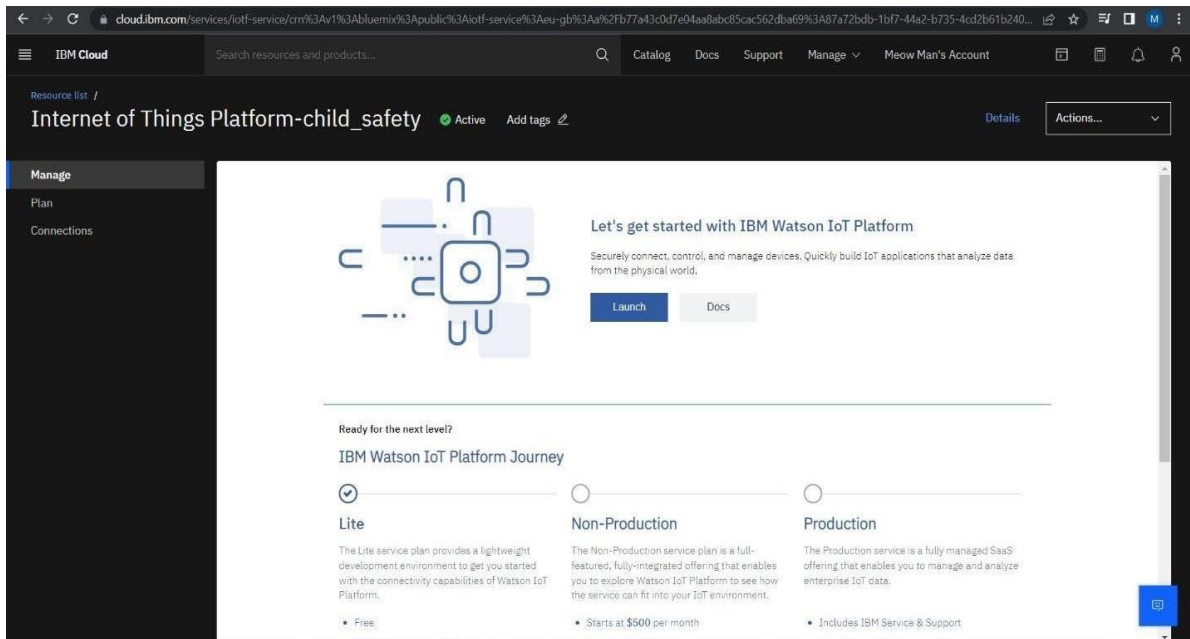 cloud.ibm.com/services/iotf-service/crn%3Av1%3Abluemix%3Apublic%3Aiotf-service%3Aeu-gb%3Aa%2Fb77a43c0d7e04aa8abc85cac562dba69%3A87a72bdb-1bf7-44a2-b735-4cd2b61b240...
M
IBM Cloud
Search resources and products...
Catalog
Docs
Support
Manage
Meow Man's Account
Resource list /
Internet of Things Platform-child_safety
Active
Add tags
Details
Actions...
Manage
Plan
Connections
Let's get started with IBM Watson IoT Platform
Securely connect, control, and manage devices. Quickly build IoT applications that analyze data
from the physical world.
Launch
Docs
Ready for the next level?
IBM Watson IoT Platform Journey
Lite
The Lite service plan provides a lightweight
development environment to get you started
with the connectivity capabilities of Watson IoT
Platform.
• Free
Non-Production
The Non-Production service plan is a full-
featured, fully-integrated offering that enables
you to explore Watson IoT Platform to see how
the service can fit into your IoT environment.
• Starts at $500 per month
Production
The Production service is a fully managed SaaS
offering that enables you to manage and analyze
enterprise IoT data.
• Includes IBM Service & Support